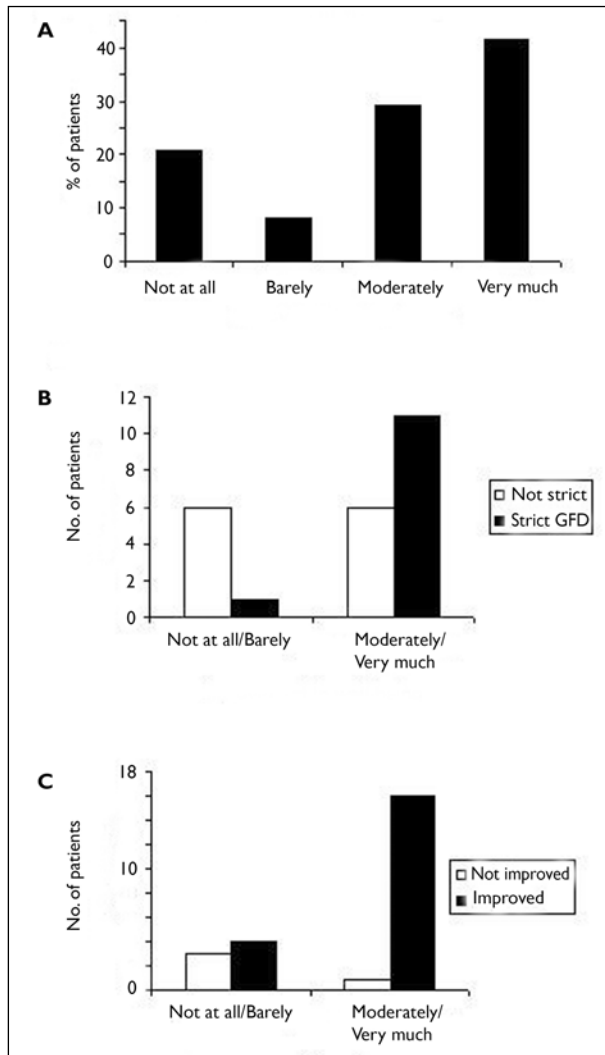 A
% of patients
40
30
20
10
0
Not at all
Barely
Moderately
Very much
B
No. of patients
12
10
8
6
4
2
0
Not at all/Barely
Moderately/
Very much
Not strict
Strict GFD
C
No. of patients
18
10
0
Not at all/Barely
Moderately/
Very much
Not improved
Improved